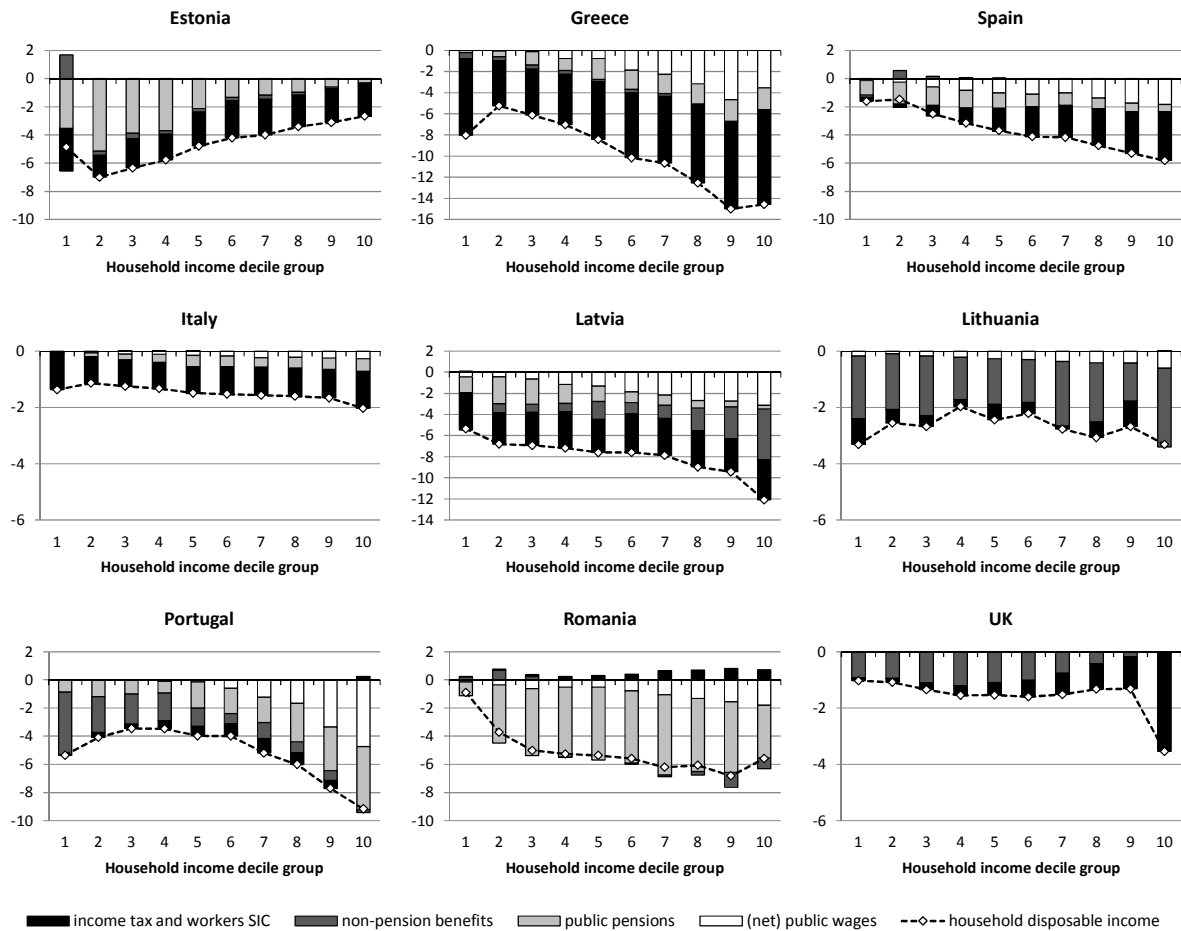 Estonia
2
0
-2
-4
-6
-8
-10
1 2 3 4 5 6 7 8 9 10
Household income decile group
Greece
0
-2
-4
-6
-8
-10
-12
-14
-16
1 2 3 4 5 6 7 8 9 10
Household income decile group
Spain
2
0
-2
-4
-6
-8
-10
1 2 3 4 5 6 7 8 9 10
Household income decile group
Italy
0
-2
-4
-6
1 2 3 4 5 6 7 8 9 10
Household income decile group
Latvia
2
0
-2
-4
-6
-8
-10
-12
-14
1 2 3 4 5 6 7 8 9 10
Household income decile group
Lithuania
0
-2
-4
-6
1 2 3 4 5 6 7 8 9 10
Household income decile group
Portugal
2
0
-2
-4
-6
-8
-10
1 2 3 4 5 6 7 8 9 10
Household income decile group
Romania
2
0
-2
-4
-6
-8
-10
1 2 3 4 5 6 7 8 9 10
Household income decile group
UK
0
-2
-4
-6
1 2 3 4 5 6 7 8 9 10
Household income decile group
income tax and workers SIC non-pension benefits public pensions (net) public wages household disposable income